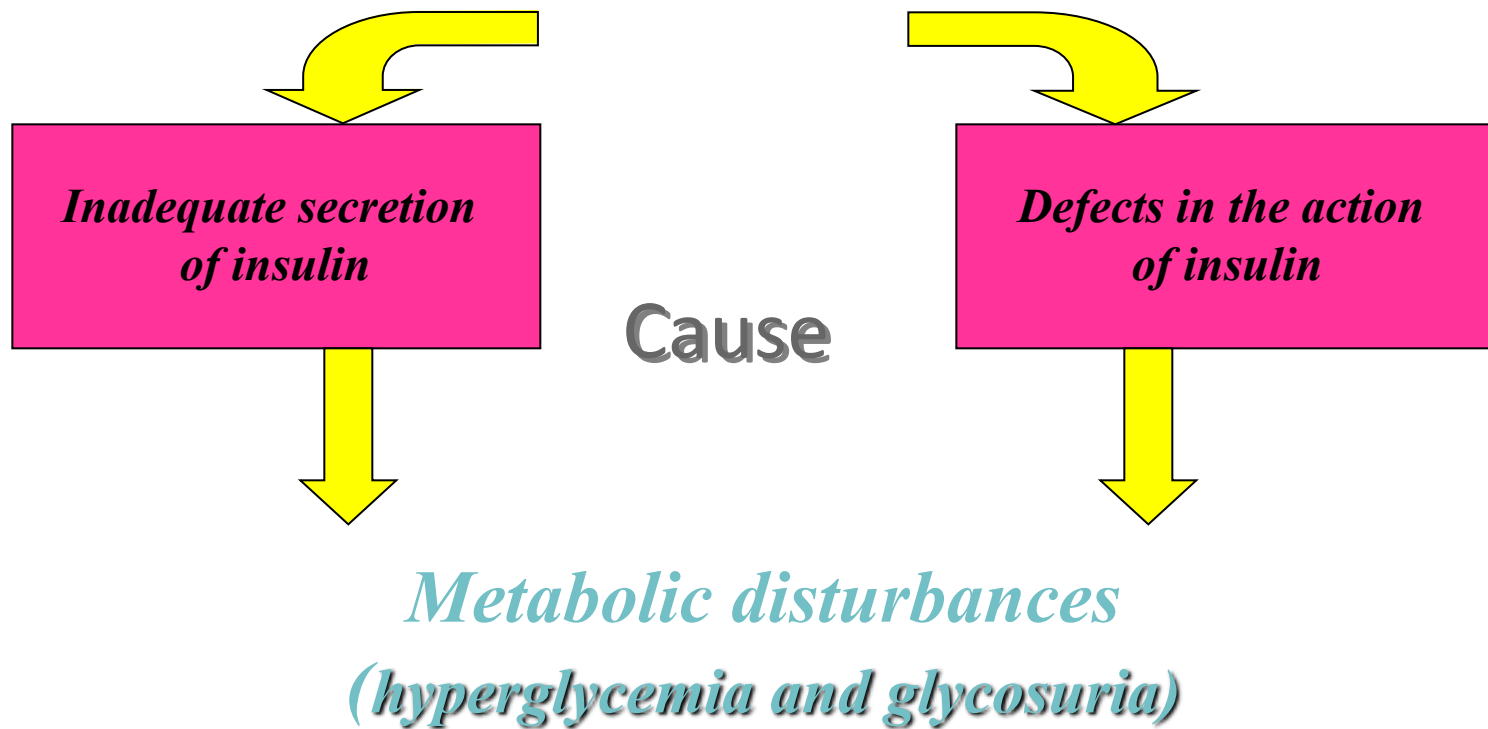 Inadequate secretion
of insulin
Defects in the action
of insulin
Cause
Metabolic disturbances
(hyperglycemia and glycosuria)